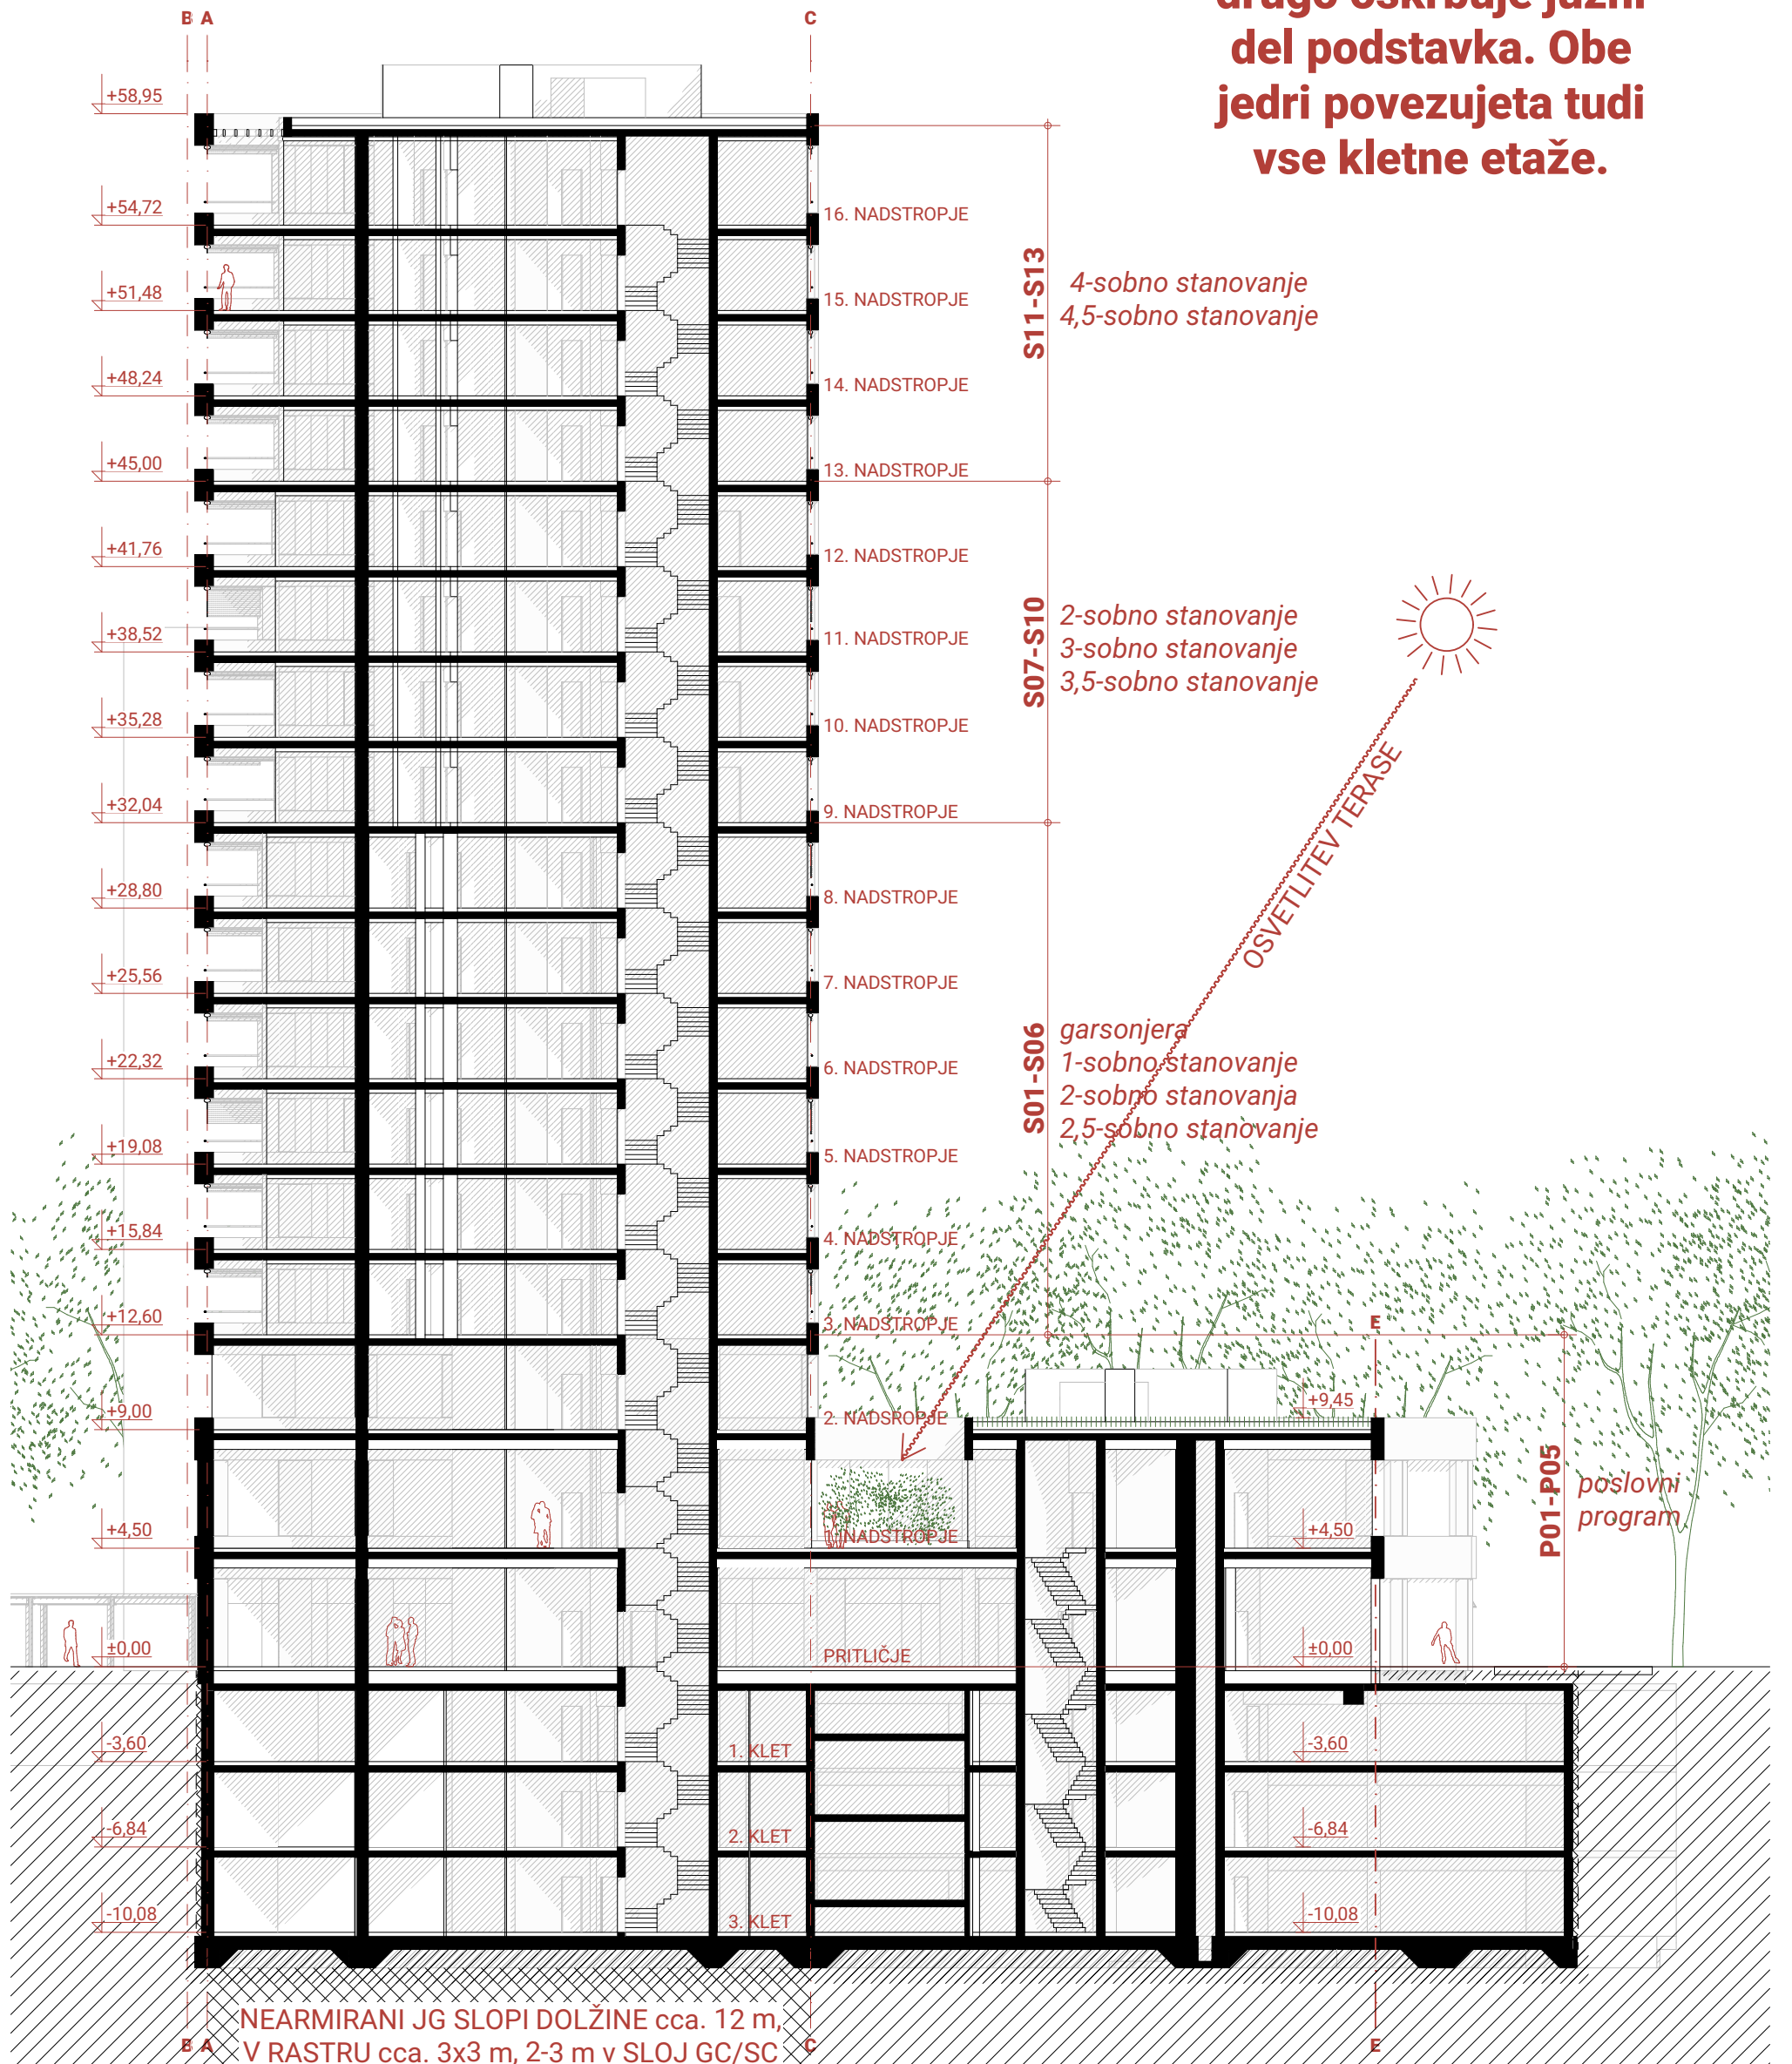 B A
C
drugo oskrbuje južni
del podstavka. Obe
jedri povezujeta tudi
vse kletne etaže.
+58,95
+54,72
16. NADSTROPJE
+51,48
15. NADSTROPJE
S11-S13
4-sobno stanovanje
4,5-sobno stanovanje
+48,24
14. NADSTROPJE
+45,00
13. NADSTROPJE
+41,76
12. NADSTROPJE
+38,52
11. NADSTROPJE
S07-S10
2-sobno stanovanje
3-sobno stanovanje
3,5-sobno stanovanje
+35,28
10. NADSTROPJE
OSVETLITEV TERASE
+32,04
9. NADSTROPJE
+28,80
8. NADSTROPJE
+25,56
7. NADSTROPJE
+22,32
6. NADSTROPJE
S01-S06
garsonjera
1-sobno stanovanje
2-sobno stanovanja
2,5-sobno stanovanje
+19,08
5. NADSTROPJE
+15,84
4. NADSTROPJE
+12,60
3. NADSTROPJE
E
+9,00
2. NADSROPJE
+9,45
P01-P05
poslovni
program
+4,50
1. NADSTROPJE
+4,50
±0,00
PRITLIČJE
±0,00
-3,60
1. KLET
-3,60
-6,84
2. KLET
-6,84
-10,08
3. KLET
-10,08
NEARMIRANI JG SLOPI DOLŽINE cca. 12 m,
V RASTRU cca. 3x3 m, 2-3 m v SLOJ GC/SC
B A
C
E